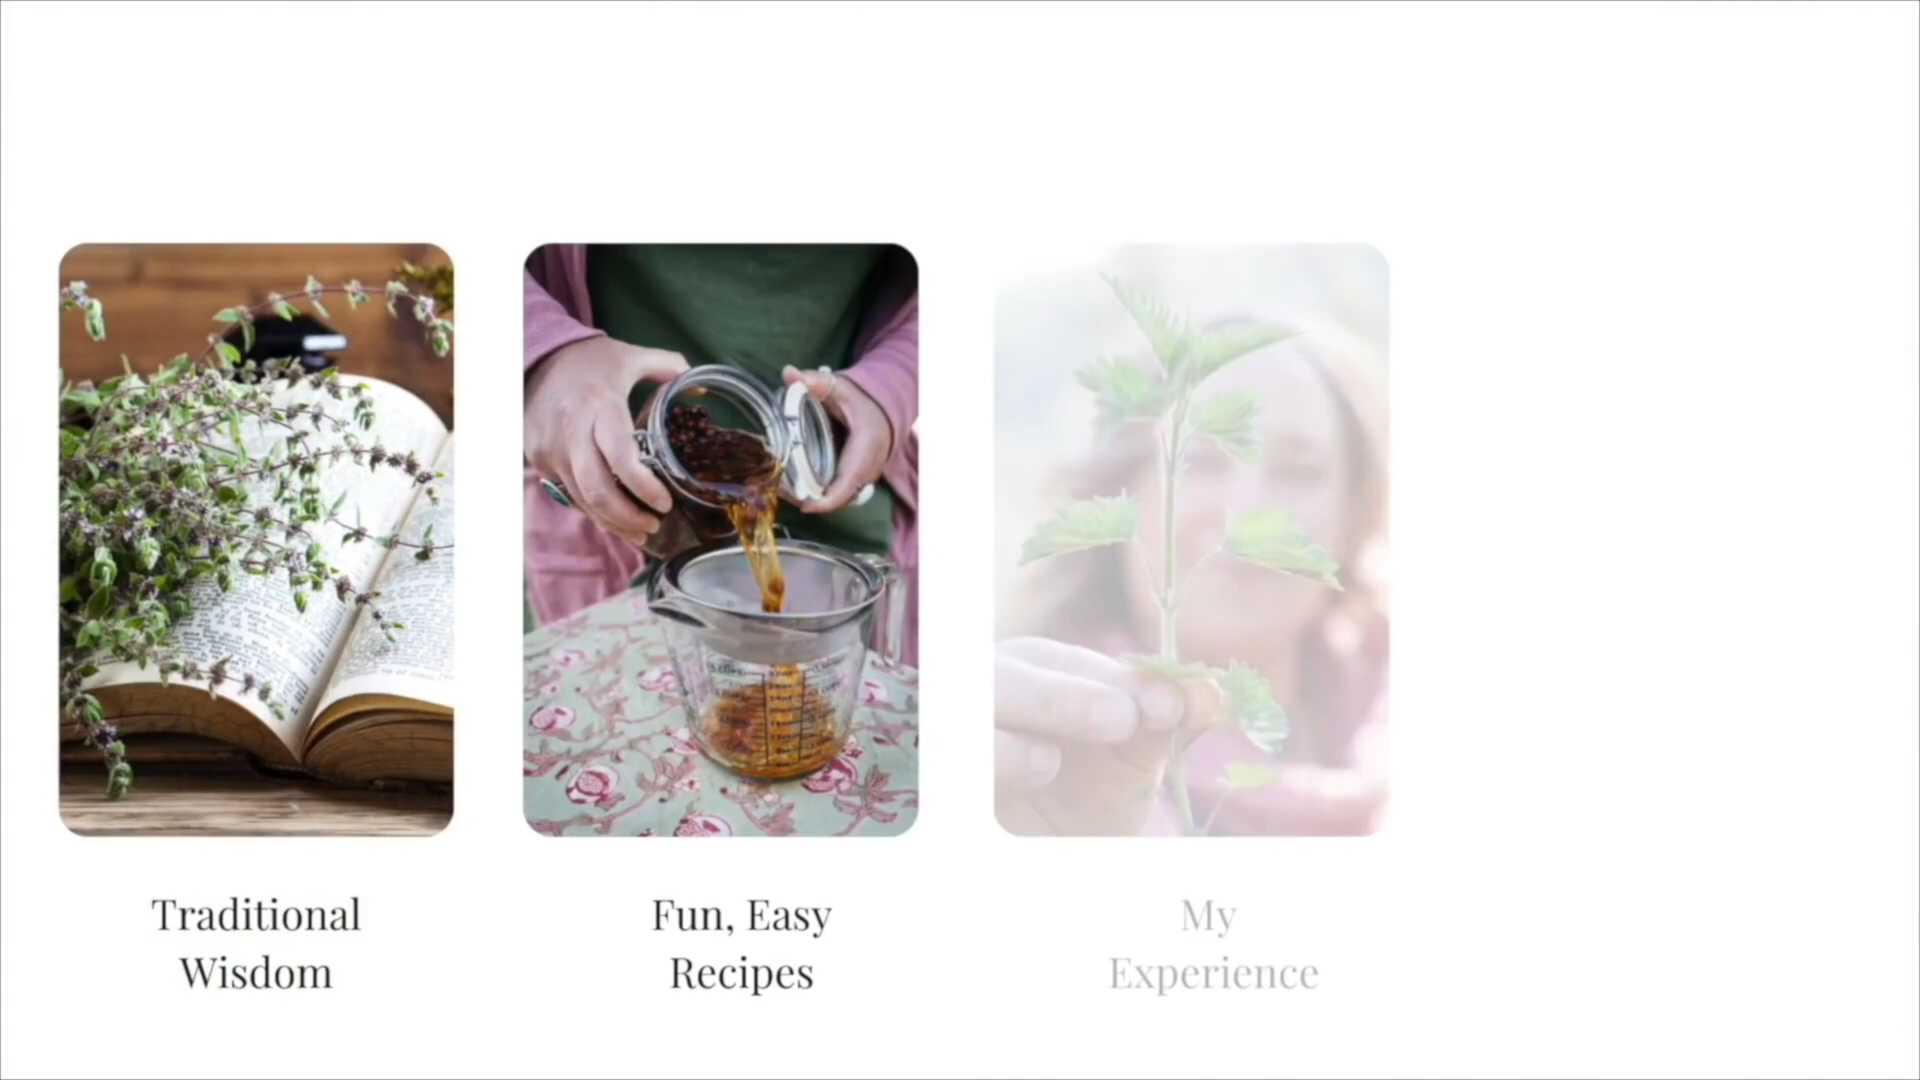 Traditional
Wisdom
Fun, Easy
Recipes
My
Experience